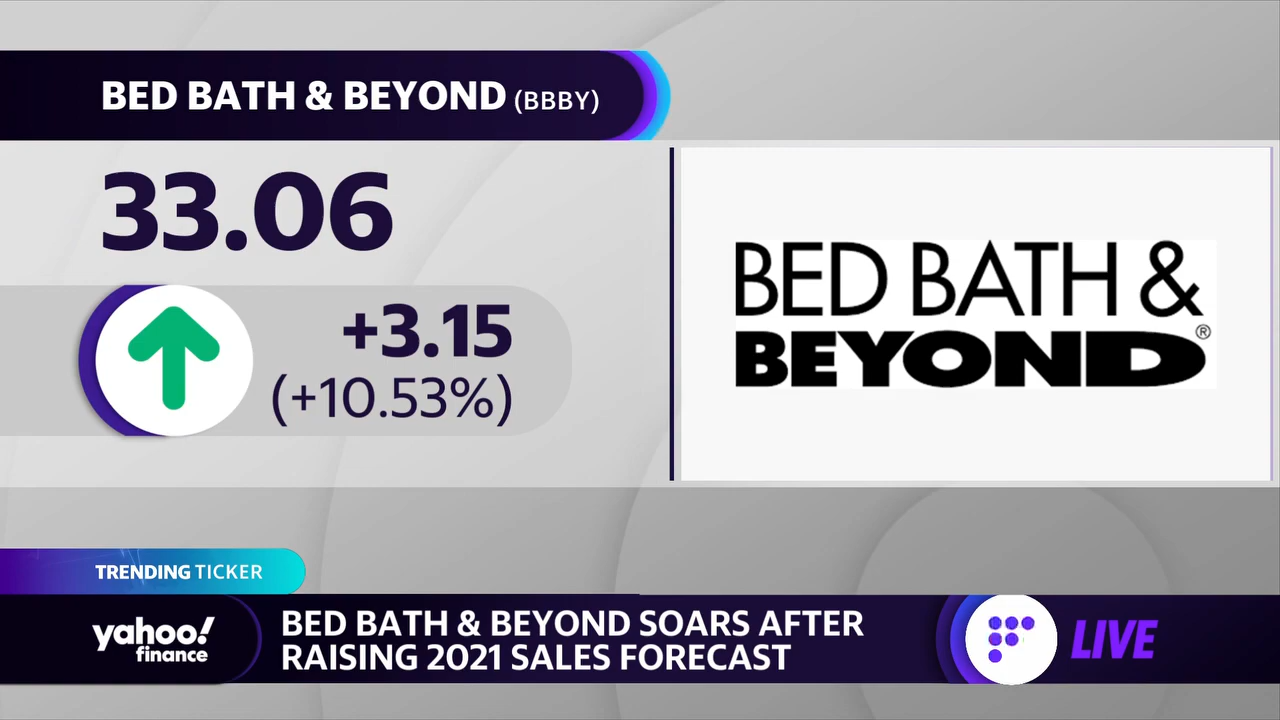 BED BATH & BEYOND (BBBY)
33.06
+3.15
(+10.53%)
BED BATH &
BEYOND®
TRENDING TICKER
yahoo!
finance
BED BATH & BEYOND SOARS AFTER
RAISING 2021 SALES FORECAST
LIVE